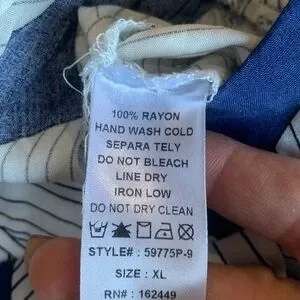 100% RAYON
HAND WASH COLD
SEPARA TELY
DO NOT BLEACH
LINE DRY
IRON LOW
DO NOT DRY CLEAN
STYLE# : 59775P-9
SIZE : XL
RN# : 162449